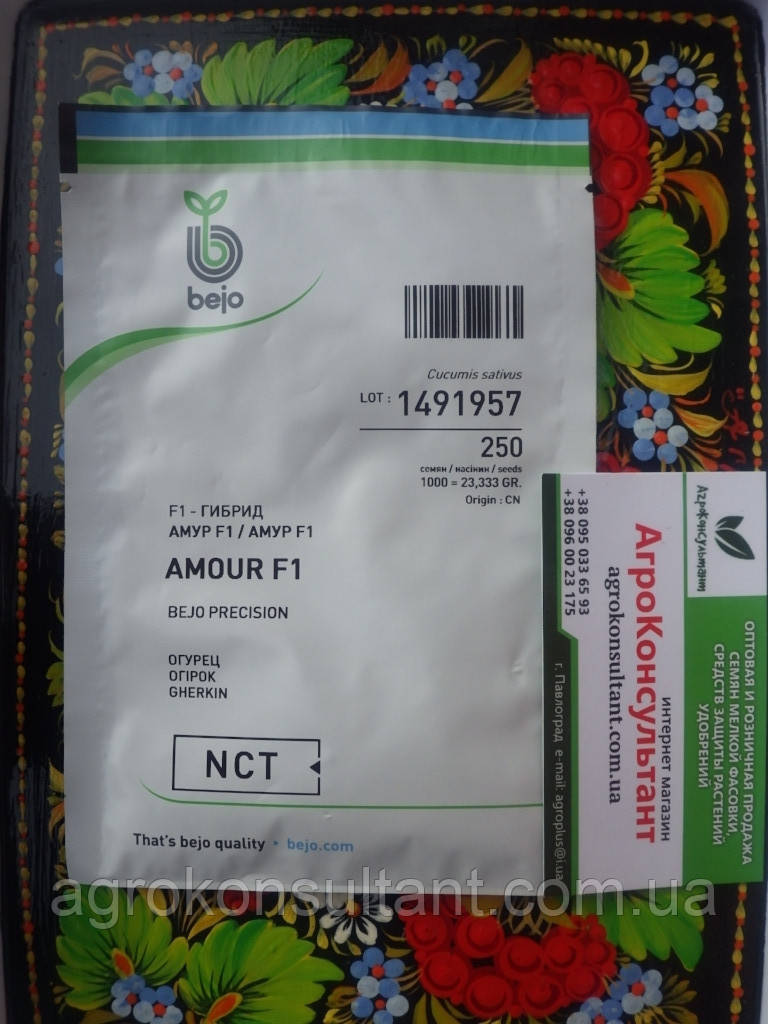 bejo
Cucumis sativus
LOT : 1491957
250
семян / насінин / seeds
1000 = 23,333 GR.
Origin : CN
F1 - ГИБРИД
АМУР F1 / АМУР F1
AMOUR F1
BEJO PRECISION
ОГУРЕЦ
ОГІРОК
GHERKIN
NCT
That's bejo quality • bejo.com
АгроКонсультант
ОПТОВАЯ И РОЗНИЧНАЯ ПРОДАЖА
СЕМЯН МЕЛКОЙ ФАСОВКИ,
СРЕДСТВ ЗАЩИТЫ РАСТЕНИЙ
УДОБРЕНИЙ
интернет магазин
АгроКонсультант
agrokonsultant.com.ua
+38 095 033 65 93
+38 096 00 23 175
г. Павлоград e-mail: agroplus@i.ua
agrokonsultant.com.ua